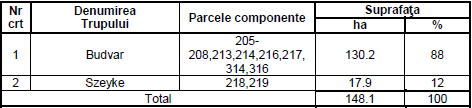 Nr crt Denumirea Trupului Parcele componente Suprafaţa
ha %
1 Budvar 205-208,213,214,216,217,314,316 130.2 88
2 Szeyke 218,219 17.9 12
Total 148.1 100